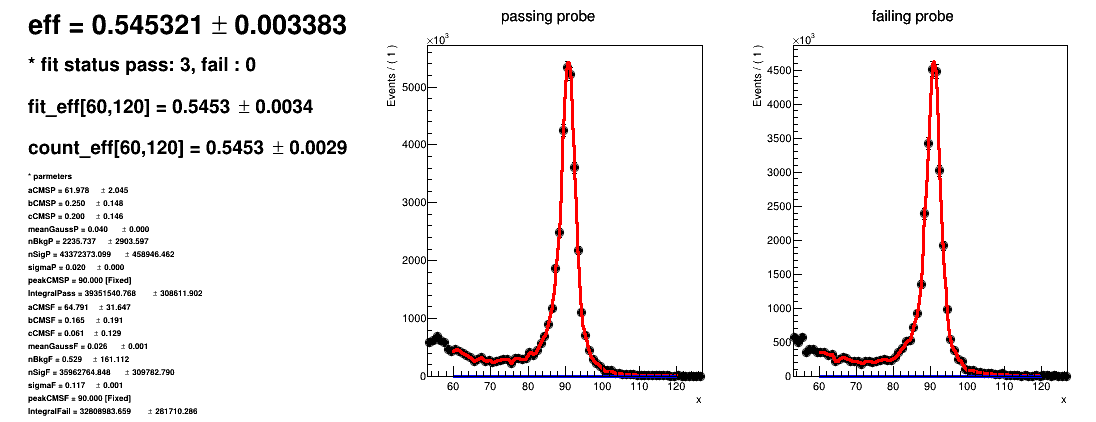 eff = 0.545321 ± 0.003383
* fit status pass: 3, fail : 0
fit_eff[60,120] = 0.5453 ± 0.0034
count_eff[60,120] = 0.5453 ± 0.0029
* parmeters
aCMSP = 61.978 ± 2.045
bCMSP = 0.250 ± 0.148
cCMSP = 0.200 ± 0.146
meanGaussP = 0.040 ± 0.000
nBkgP = 2235.737 ± 2903.597
nSigP = 43372373.099 ± 458946.462
sigmaP = 0.020 ± 0.000
peakCMSP = 90.000 [Fixed]
IntegralPass = 39351540.768 ± 308611.902
aCMSF = 64.791 ± 31.647
bCMSF = 0.165 ± 0.191
cCMSF = 0.061 ± 0.129
meanGaussF = 0.026 ± 0.001
nBkgF = 0.529 ± 161.112
nSigF = 35962764.848 ± 309782.790
sigmaF = 0.117 ± 0.001
peakCMSF = 90.000 [Fixed]
IntegralFail = 32808983.659 ± 281710.286
passing probe
×10³
Events / ( 1 )
5000
4000
3000
2000
1000
0
60 70 80 90 100 110 120
x
failing probe
×10³
Events / ( 1 )
4500
4000
3500
3000
2500
2000
1500
1000
500
0
60 70 80 90 100 110 120
x